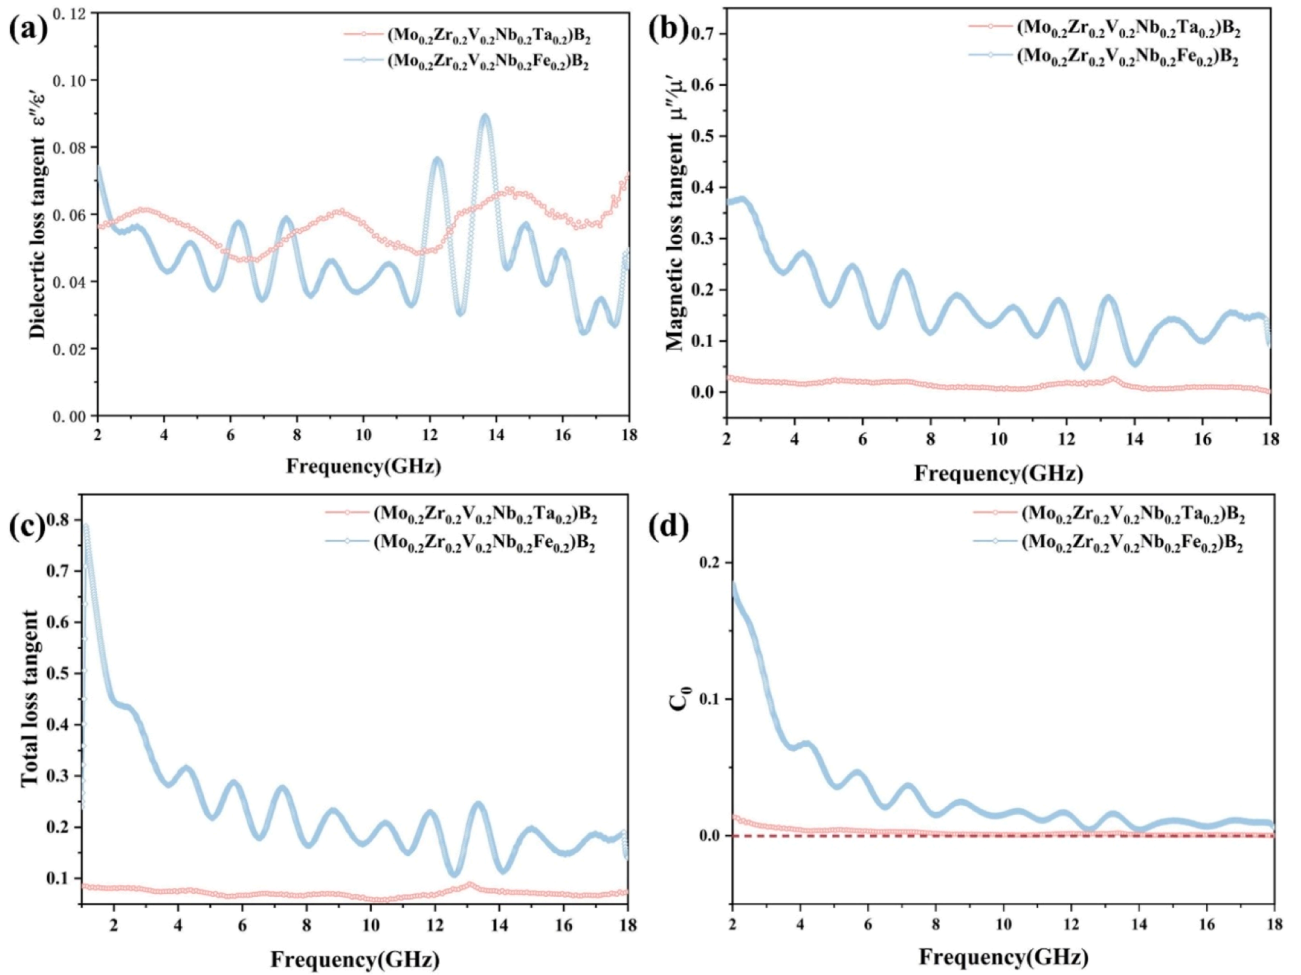 (a)
(Mo0.2Zr0.2V0.2Nb0.2Ta0.2)B2
(Mo0.2Zr0.2V0.2Nb0.2Fe0.2)B2
Dielecrtic loss tangent ε″/ε′
0.12
0.10
0.08
0.06
0.04
0.02
0.00
2 4 6 8 10 12 14 16 18
Frequency(GHz)
(b)
(Mo0.2Zr0.2V0.2Nb0.2Ta0.2)B2
(Mo0.2Zr0.2V0.2Nb0.2Fe0.2)B2
Magnetic loss tangent μ″/μ′
0.7
0.6
0.5
0.4
0.3
0.2
0.1
0.0
2 4 6 8 10 12 14 16 18
Frequency(GHz)
(c)
(Mo0.2Zr0.2V0.2Nb0.2Ta0.2)B2
(Mo0.2Zr0.2V0.2Nb0.2Fe0.2)B2
Total loss tangent
0.8
0.7
0.6
0.5
0.4
0.3
0.2
0.1
2 4 6 8 10 12 14 16 18
Frequency(GHz)
(d)
(Mo0.2Zr0.2V0.2Nb0.2Ta0.2)B2
(Mo0.2Zr0.2V0.2Nb0.2Fe0.2)B2
C0
0.2
0.1
0.0
2 4 6 8 10 12 14 16 18
Frequency(GHz)